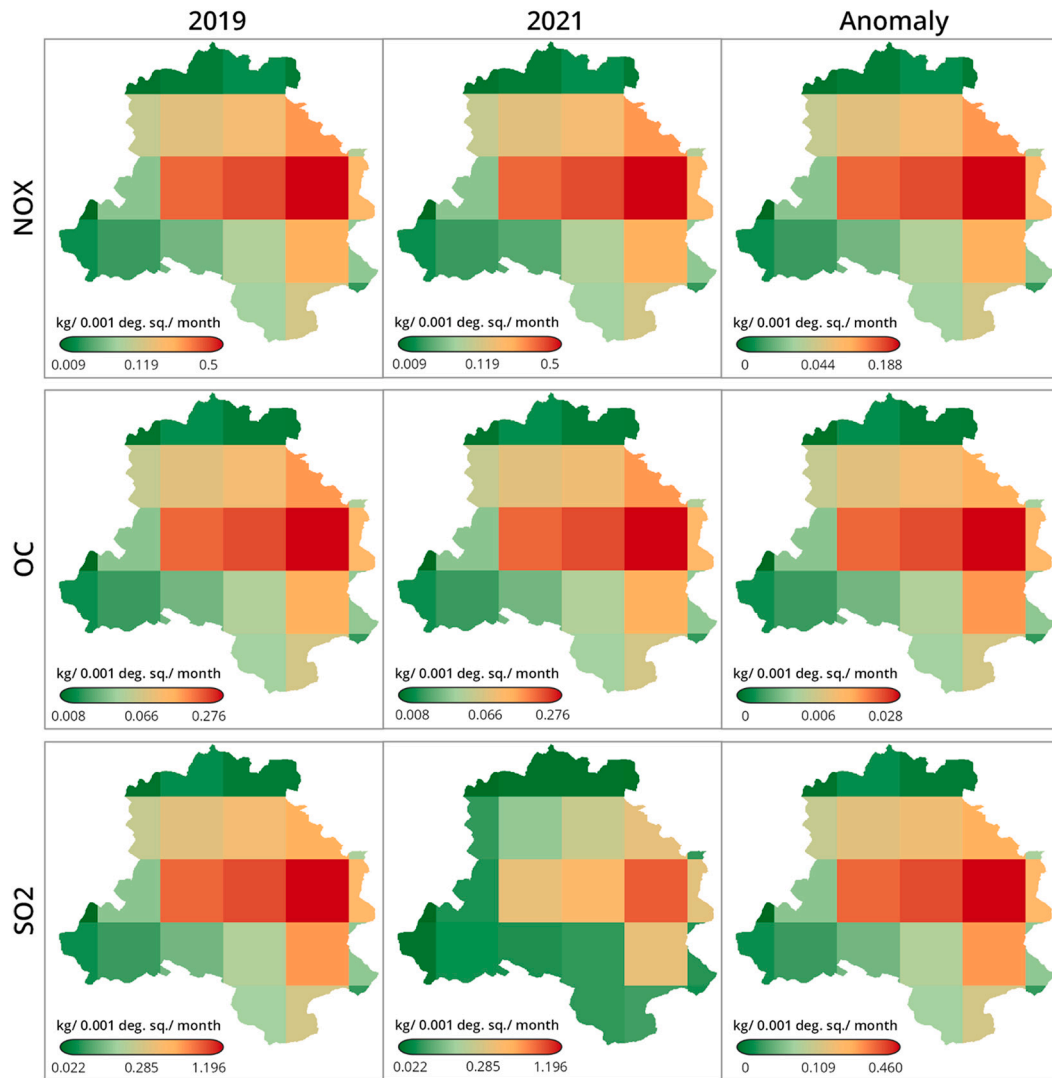 2019 2021 Anomaly
NOX
kg/ 0.001 deg. sq./ month
0.009 0.119 0.5
kg/ 0.001 deg. sq./ month
0.009 0.119 0.5
kg/ 0.001 deg. sq./ month
0 0.044 0.188
OC
kg/ 0.001 deg. sq./ month
0.008 0.066 0.276
kg/ 0.001 deg. sq./ month
0.008 0.066 0.276
kg/ 0.001 deg. sq./ month
0 0.006 0.028
SO2
kg/ 0.001 deg. sq./ month
0.022 0.285 1.196
kg/ 0.001 deg. sq./ month
0.022 0.285 1.196
kg/ 0.001 deg. sq./ month
0 0.109 0.460